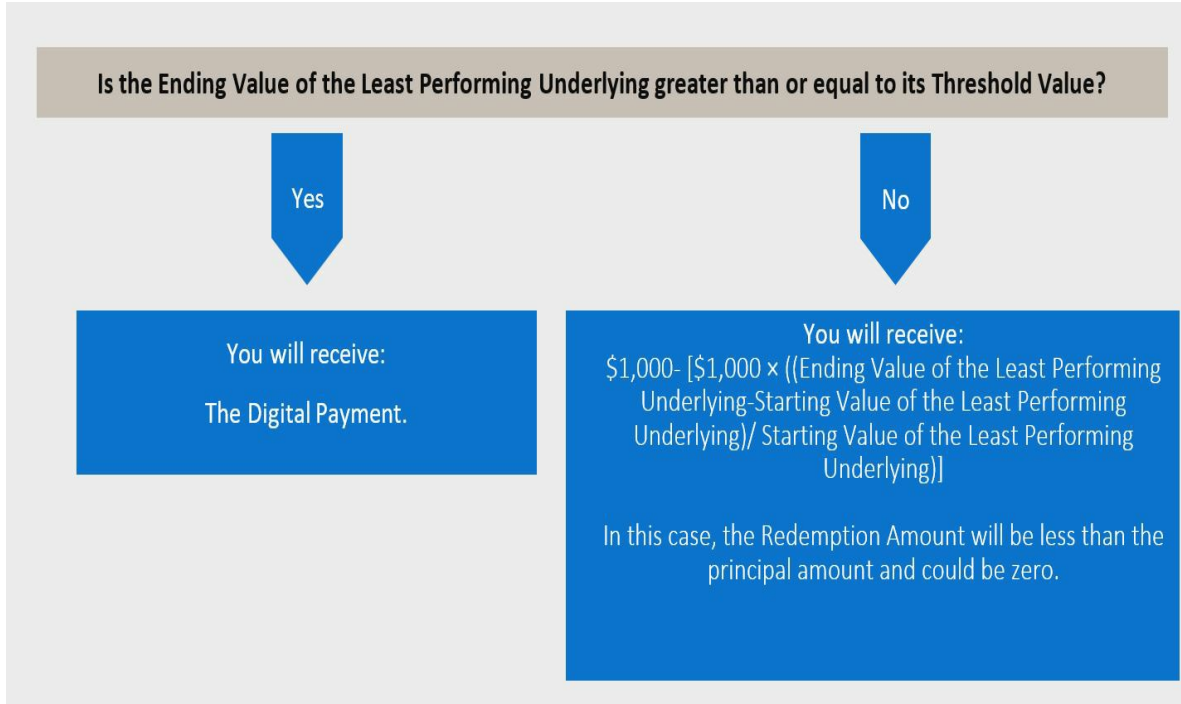 Is the Ending Value of the Least Performing Underlying greater than or equal to its Threshold Value?
Yes
No
You will receive:
The Digital Payment.
You will receive:
$1,000- [$1,000 × ((Ending Value of the Least Performing
Underlying-Starting Value of the Least Performing
Underlying)/ Starting Value of the Least Performing
Underlying)]
In this case, the Redemption Amount will be less than the
principal amount and could be zero.